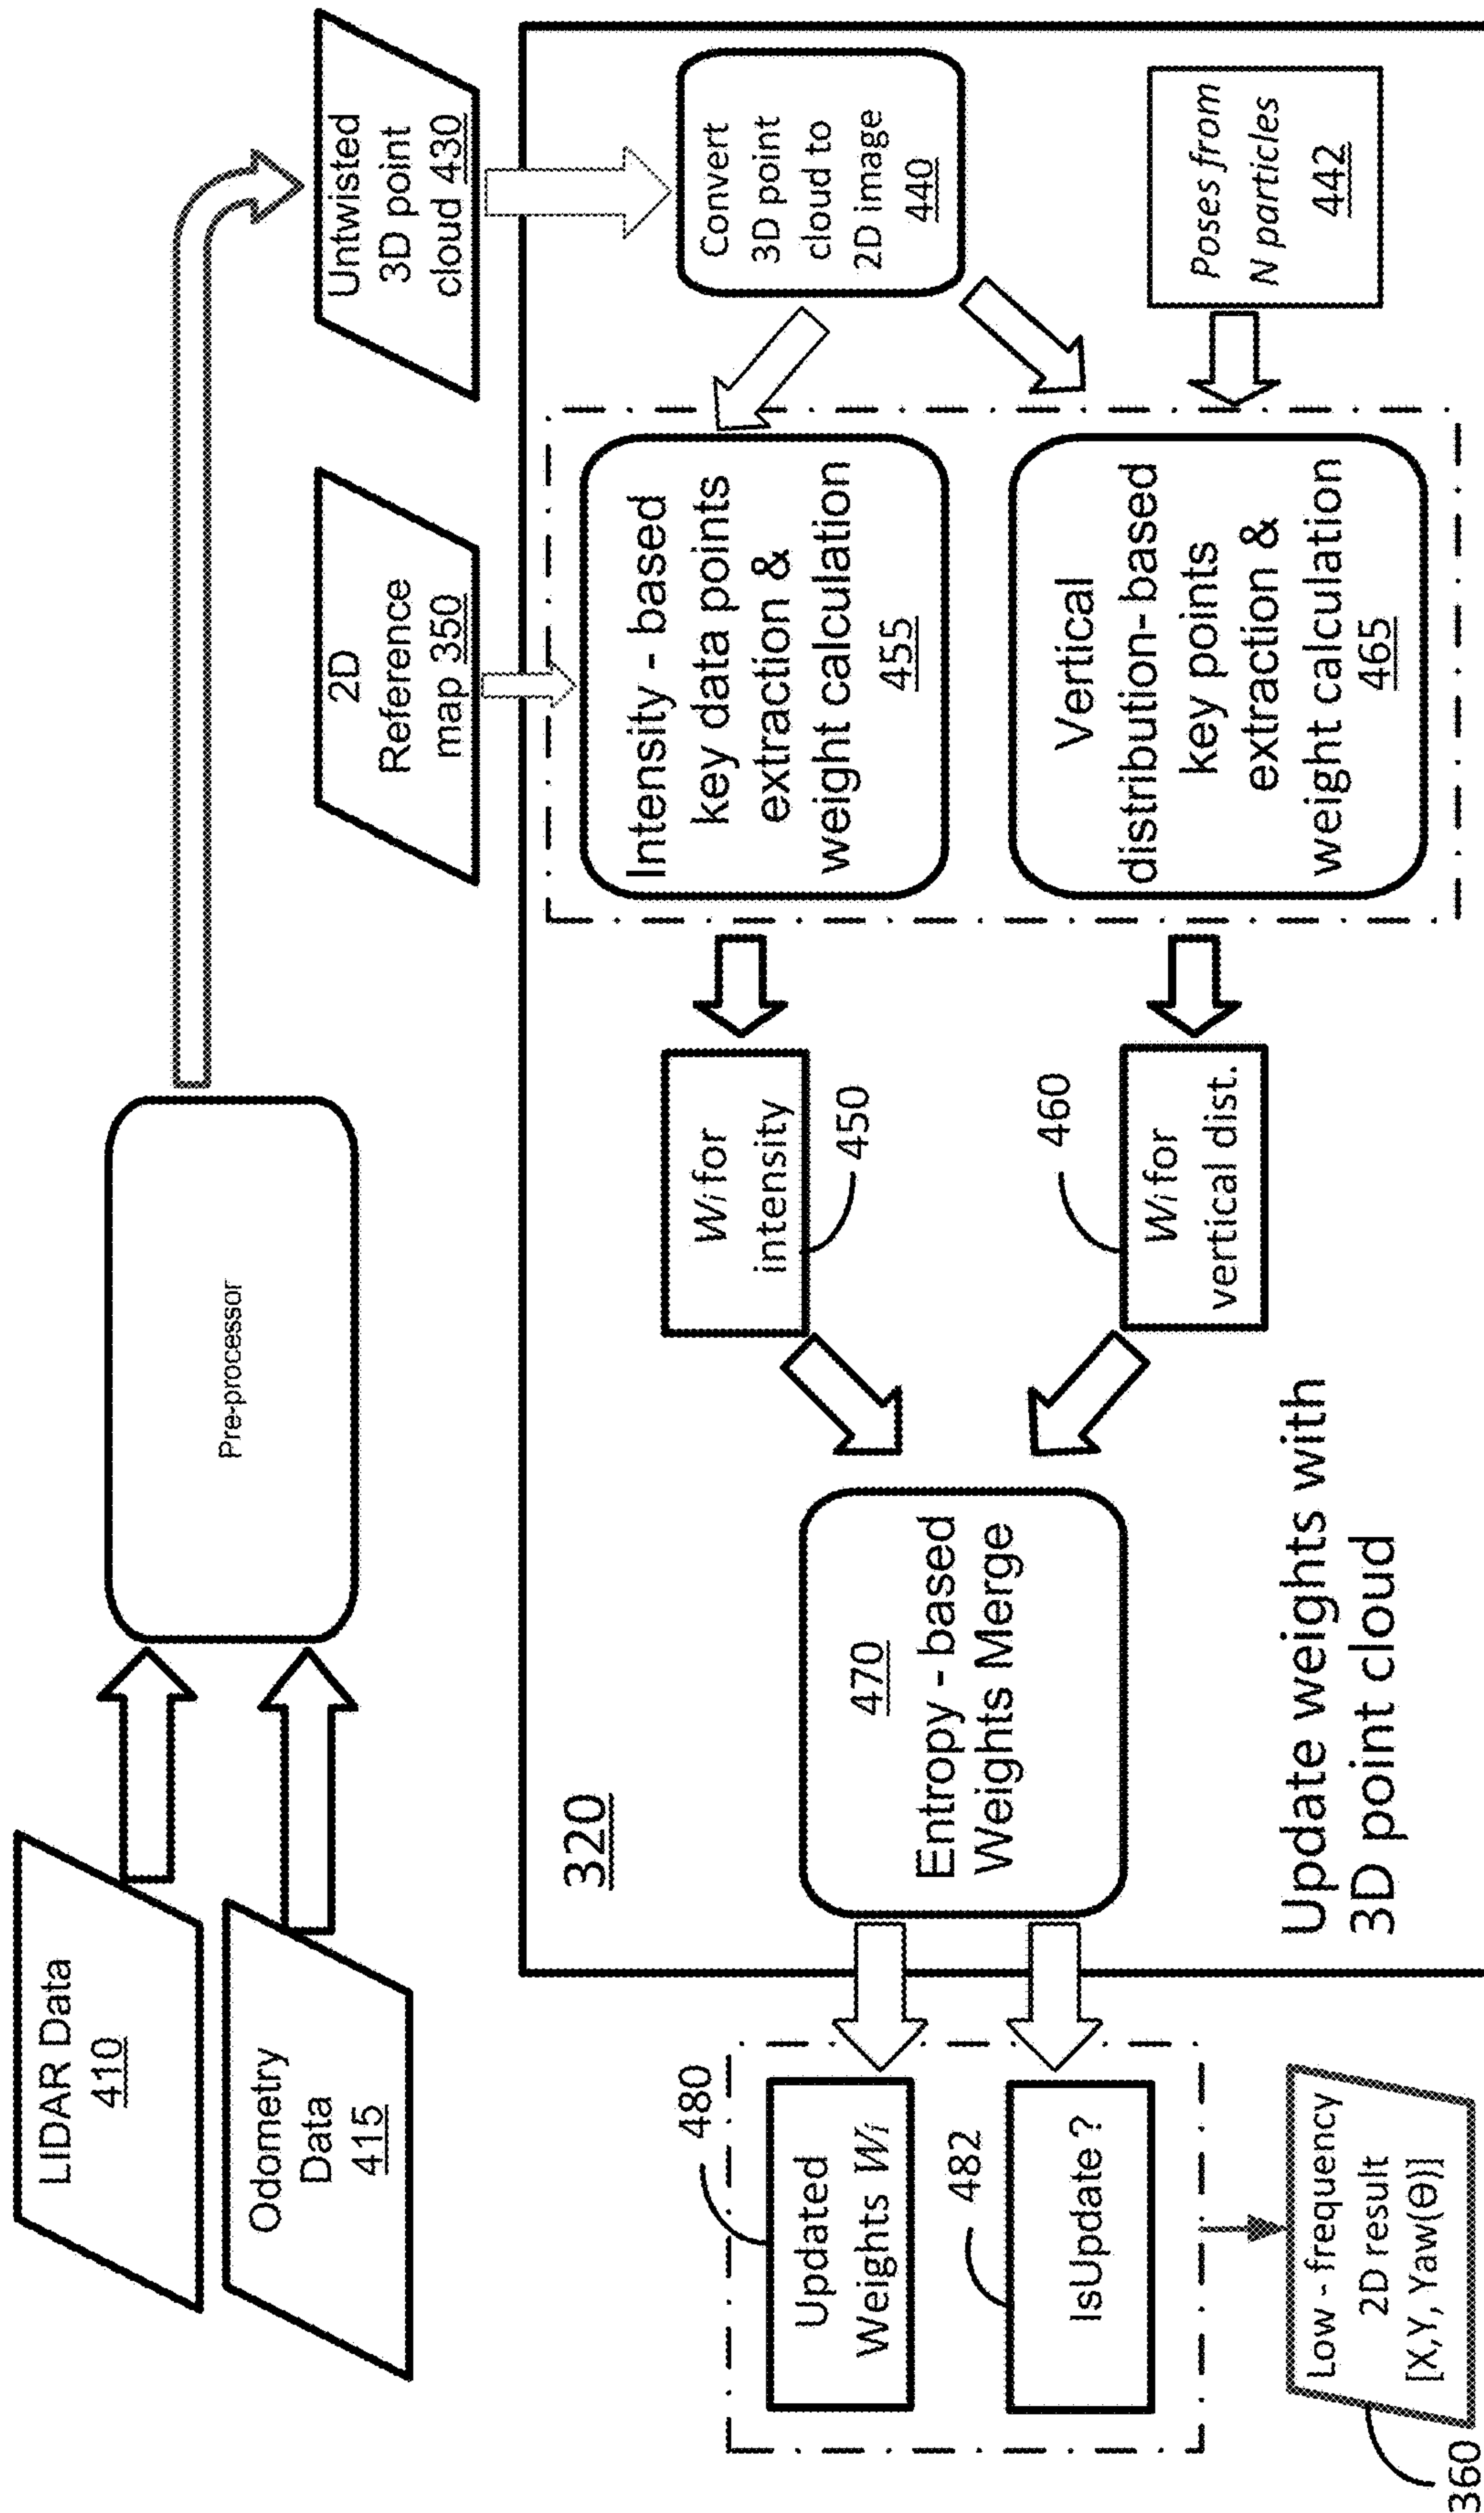 LIDAR Data
410
Odometry
Data
415
Pre-processor
2D
Reference
map 350
Untwisted
3D point
cloud 430
320
Convert
3D point
cloud to
2D image
440
Poses from
N particles
442
Intensity - based
key data points
extraction &
weight calculation
455
Vertical
distribution-based
key points
extraction &
weight calculation
465
Wi for
intensity
450
460
Wi for
vertical dist.
470
Entropy - based
Weights Merge
Update weights with
3D point cloud
480
Updated
Weights Wi
482
IsUpdate?
Low - frequency
2D result
[X,Y, Yaw(Θ)]
360